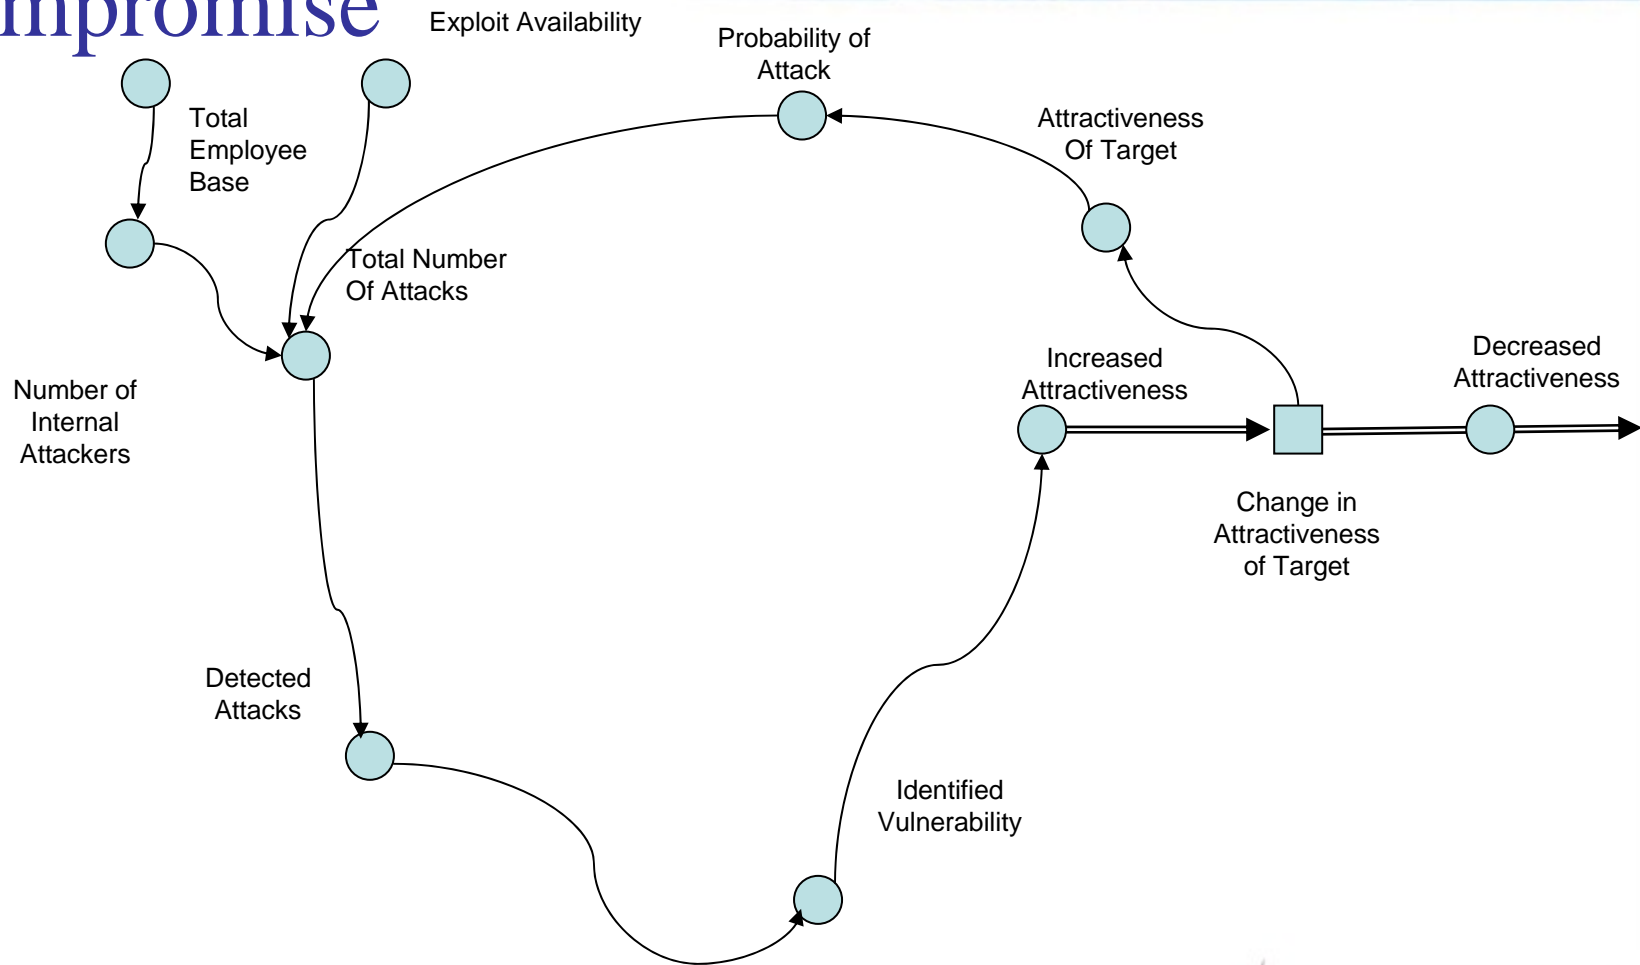 mpromise
Exploit Availability
Probability of
Attack
Total
Employee
Base
Attractiveness
Of Target
Total Number
Of Attacks
Number of
Internal
Attackers
Increased
Attractiveness
Decreased
Attractiveness
Change in
Attractiveness
of Target
Detected
Attacks
Identified
Vulnerability